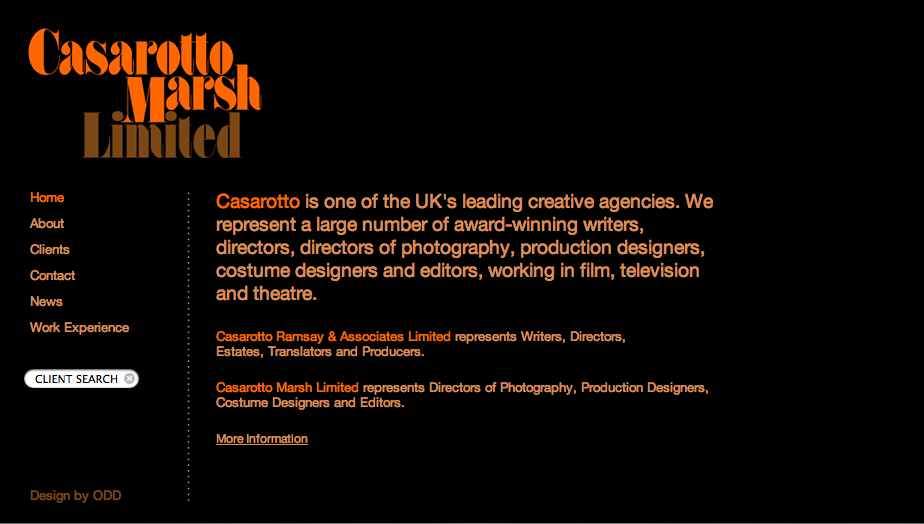 Casarotto
Marsh
Limited
Home
About
Clients
Contact
News
Work Experience
CLIENT SEARCH
Design by ODD
Casarotto is one of the UK's leading creative agencies. We
represent a large number of award-winning writers,
directors, directors of photography, production designers,
costume designers and editors, working in film, television
and theatre.
Casarotto Ramsay & Associates Limited represents Writers, Directors,
Estates, Translators and Producers.
Casarotto Marsh Limited represents Directors of Photography, Production Designers,
Costume Designers and Editors.
More Information